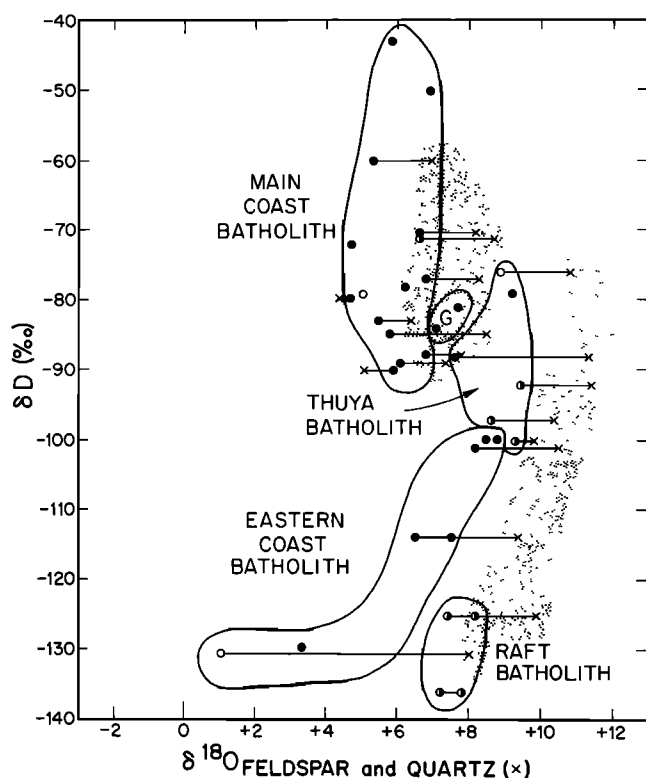 -40
-50
-60
-70
-80
-90
-100
-110
-120
-130
-140
δD (‰)
MAIN
COAST
BATHOLITH
G
THUYA
BATHOLITH
EASTERN
COAST
BATHOLITH
RAFT
BATHOLITH
-2 0 +2 +4 +6 +8 +10 +12
δ18O FELDSPAR and QUARTZ (×)